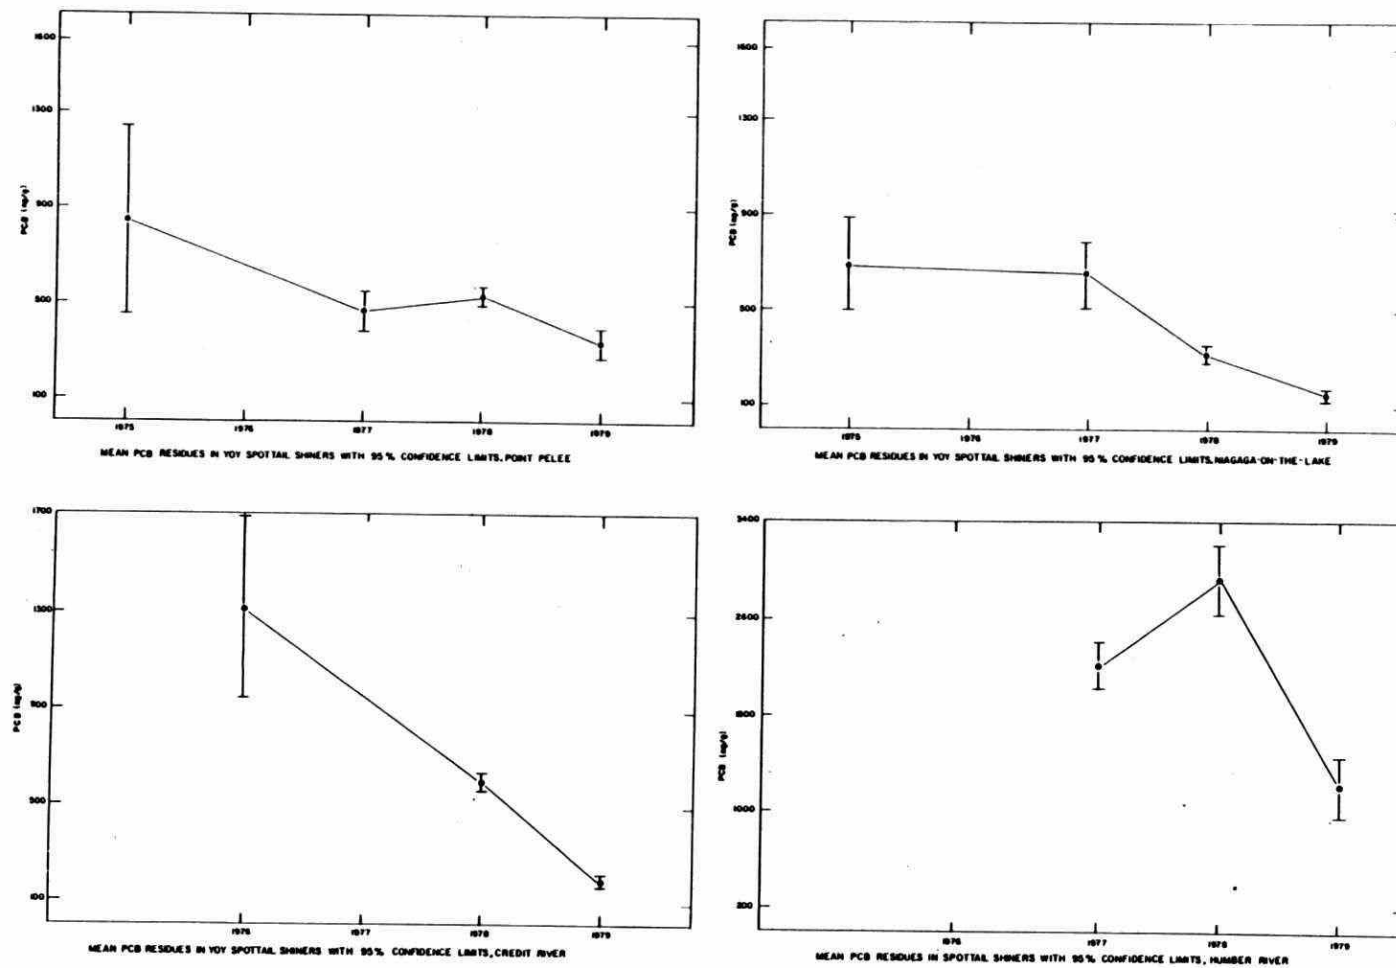 1500
1300
900
500
100
PCB (ng/g)
1975 1976 1977 1978 1979
MEAN PCB RESIDUES IN YOY SPOTTAIL SHINERS WITH 95% CONFIDENCE LIMITS, POINT PELEE
1500
1300
900
500
100
PCB (ng/g)
1975 1976 1977 1978 1979
MEAN PCB RESIDUES IN YOY SPOTTAIL SHINERS WITH 95% CONFIDENCE LIMITS, NIAGAGA-ON-THE-LAKE
1700
1300
900
500
100
PCB (ng/g)
1976 1977 1978 1979
MEAN PCB RESIDUES IN YOY SPOTTAIL SHINERS WITH 95% CONFIDENCE LIMITS, CREDIT RIVER
3400
2600
1800
1000
200
PCB (ng/g)
1976 1977 1978 1979
MEAN PCB RESIDUES IN SPOTTAIL SHINERS WITH 95% CONFIDENCE LIMITS, HUMBER RIVER